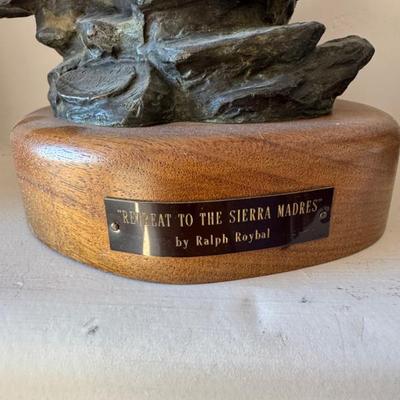 "RETREAT TO THE SIERRA MADRES"
by Ralph Roybal